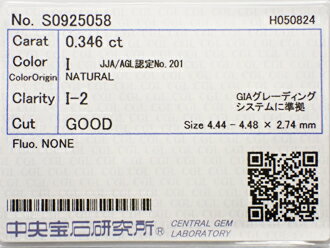 No. S0925058 H050824
Carat 0.346 ct
Color I JJA/AGL認定No.201
ColorOrigin NATURAL
Clarity I-2 GIAグレーディング
システムに準拠
Cut GOOD Size 4.44 - 4.48 × 2.74 mm
Fluo. NONE
中央宝石研究所® CENTRAL GEM
LABORATORY